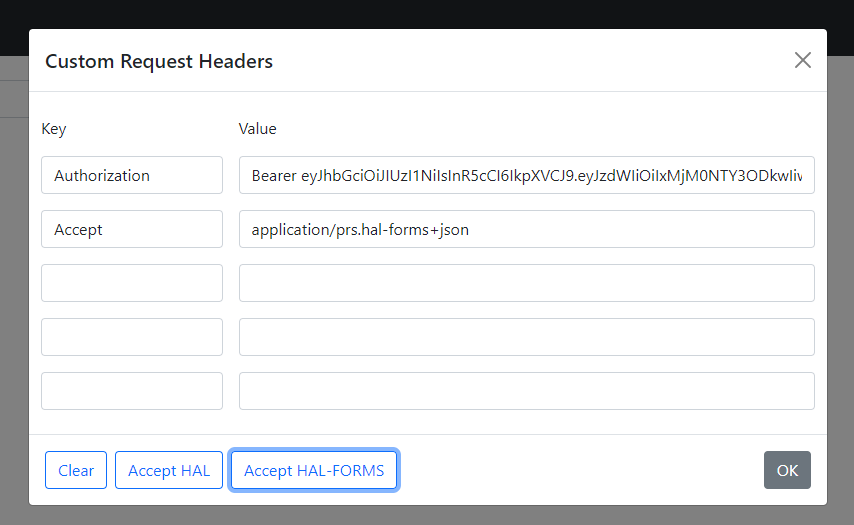 Custom Request Headers
Key Value
Authorization Bearer eyJhbGciOiJIUzI1NiIsInR5cCI6IkpXVCJ9.eyJzdWIiOiIxMjM0NTY3ODkwIiw
Accept application/prs.hal-forms+json
Clear Accept HAL Accept HAL-FORMS OK